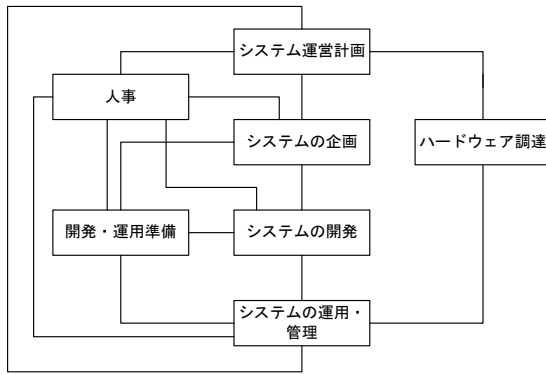 システム運営計画
人事
システムの企画
ハードウェア調達
開発・運用準備
システムの開発
システムの運用・
管理